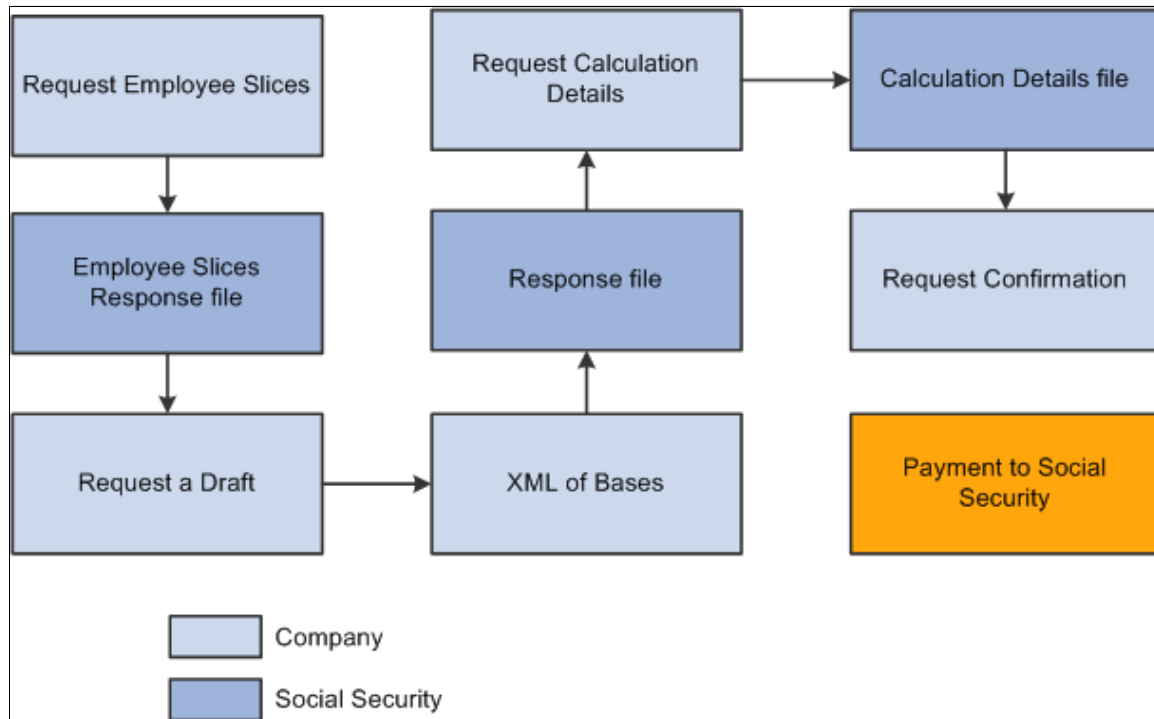 Request Employee Slices
Employee Slices
Response file
Request a Draft
XML of Bases
Response file
Request Calculation
Details
Calculation Details file
Request Confirmation
Payment to Social
Security
Company
Social Security